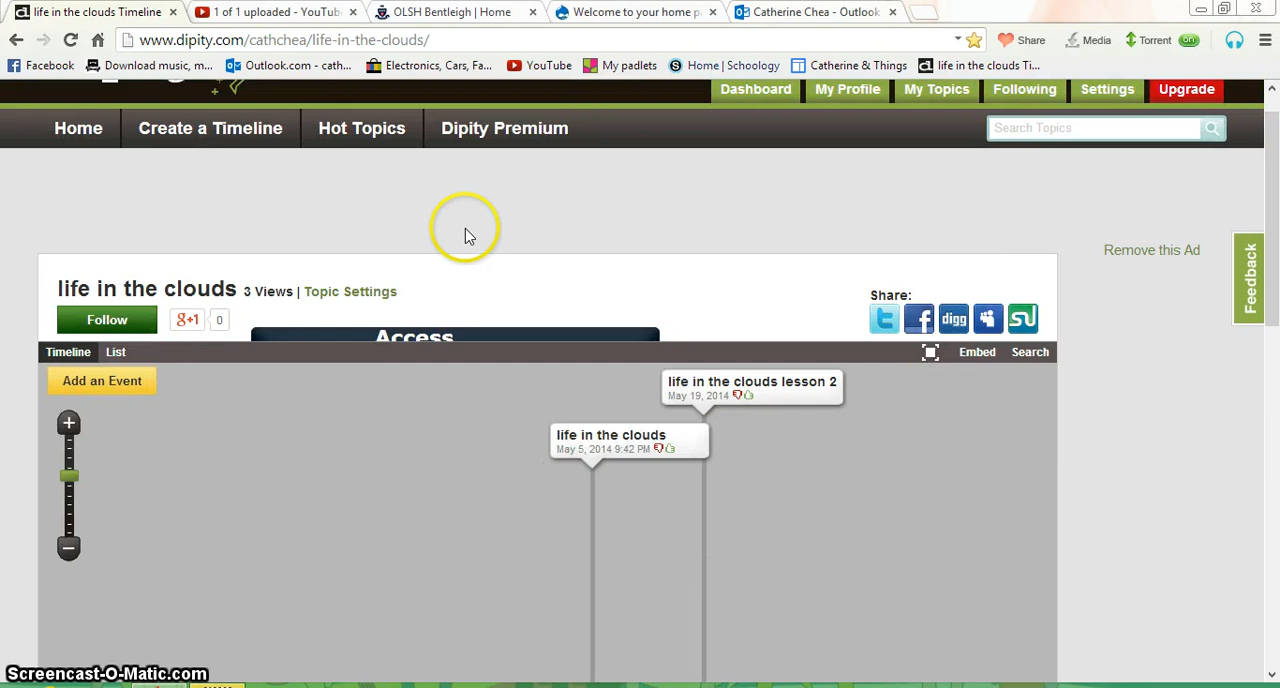 life in the clouds Timeline
1 of 1 uploaded - YouTu
OLSH Bentleigh | Home
Welcome to your home p
Catherine Chea - Outlook
www.dipity.com/cathchea/life-in-the-clouds/
Share
Media
Torrent on
Facebook
Download music, m...
Outlook.com - cath...
Electronics, Cars, Fa...
YouTube
My padlets
Home | Schoology
Catherine & Things
life in the clouds Ti...
Dashboard
My Profile
My Topics
Following
Settings
Upgrade
Home
Create a Timeline
Hot Topics
Dipity Premium
Search Topics
Remove this Ad
Feedback
life in the clouds 3 Views | Topic Settings
Share:
Follow
g+1 0
digg
Access
Timeline
List
Embed
Search
Add an Event
life in the clouds lesson 2
May 19, 2014
life in the clouds
May 5, 2014 9:42 PM
Screencast-O-Matic.com